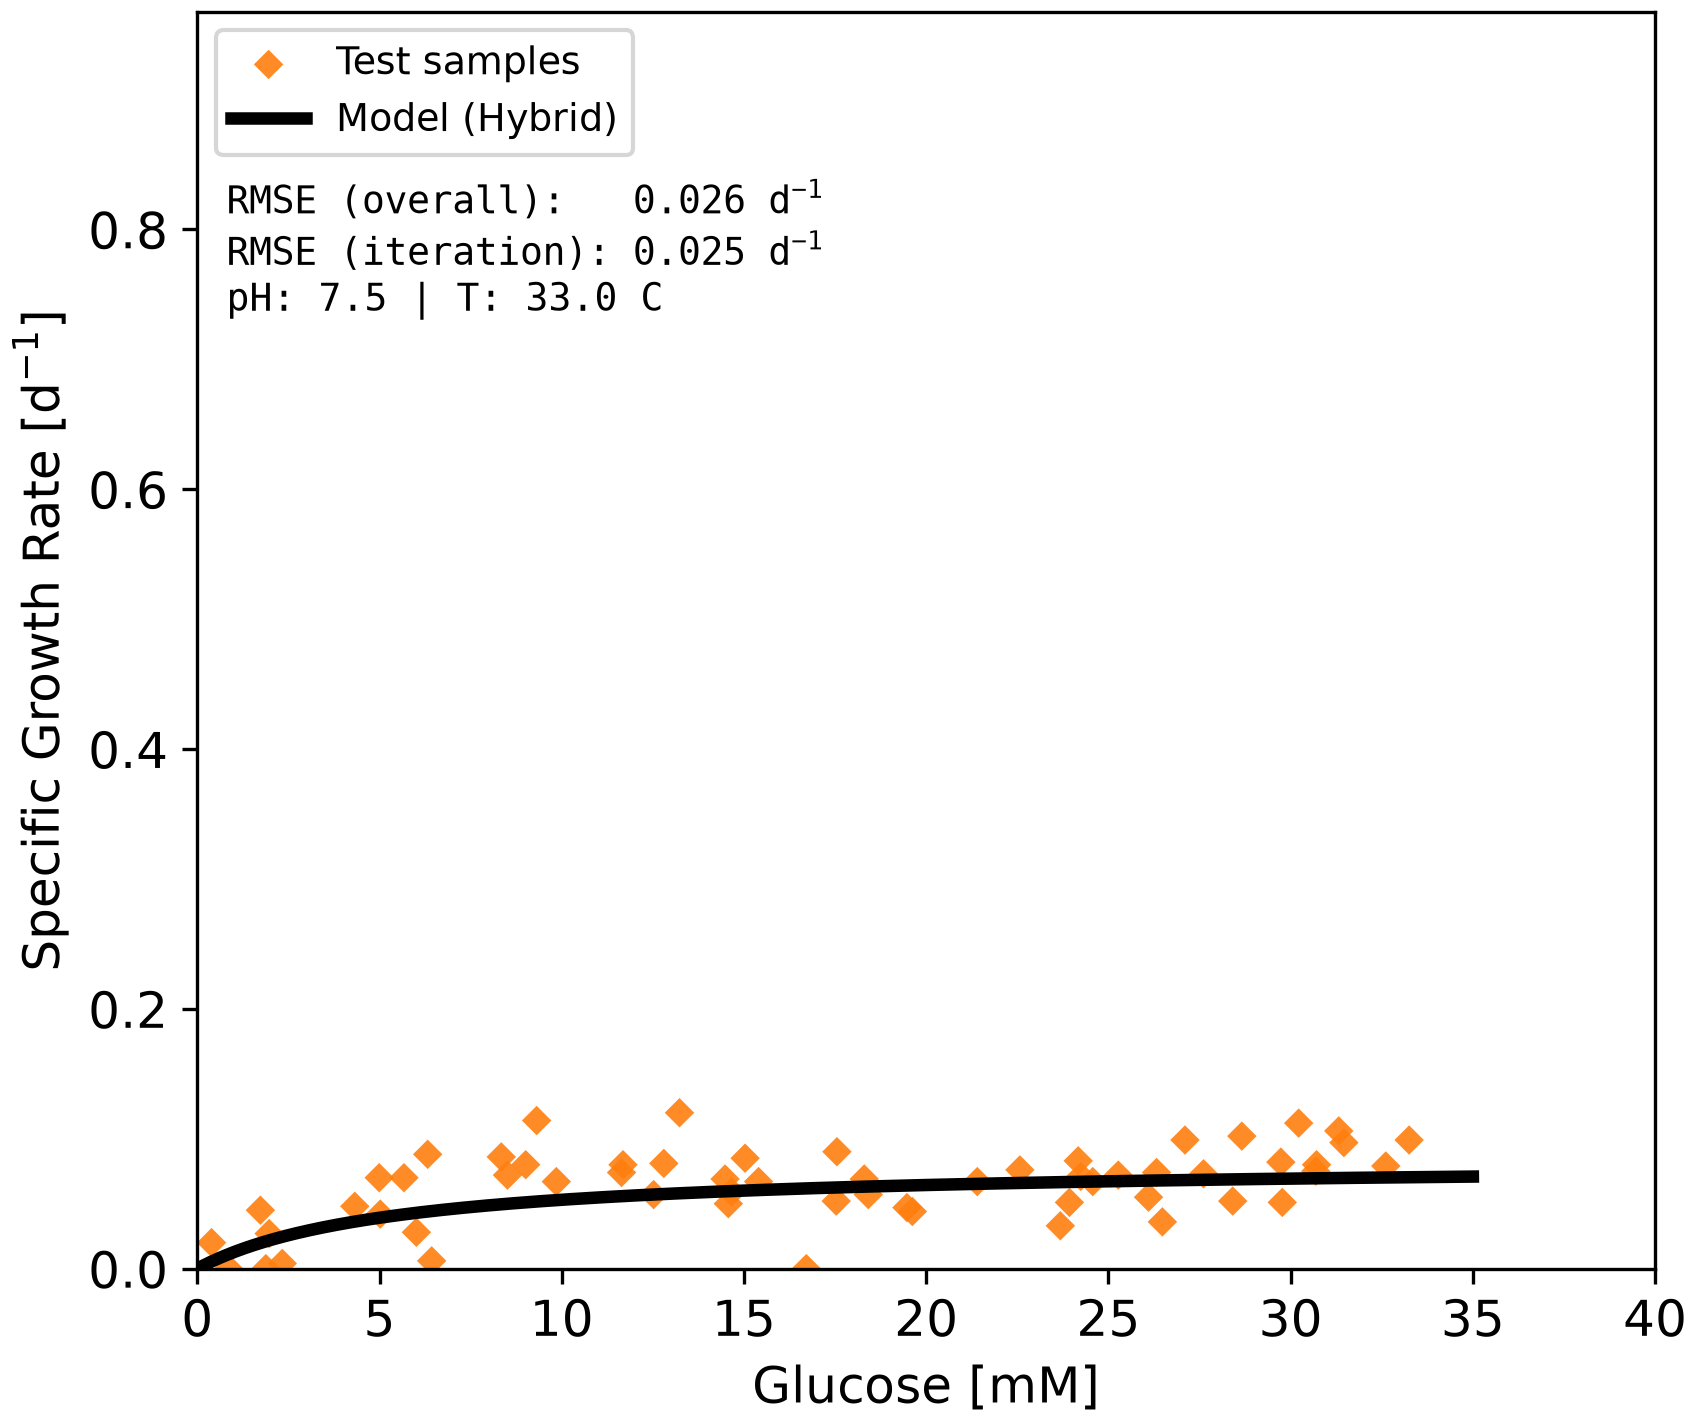 Test samples
Model (Hybrid)
RMSE (overall):   0.026 d⁻¹
RMSE (iteration): 0.025 d⁻¹
pH: 7.5 | T: 33.0 C
Specific Growth Rate [d⁻¹]
0.8
0.6
0.4
0.2
0.0
0 5 10 15 20 25 30 35 40
Glucose [mM]